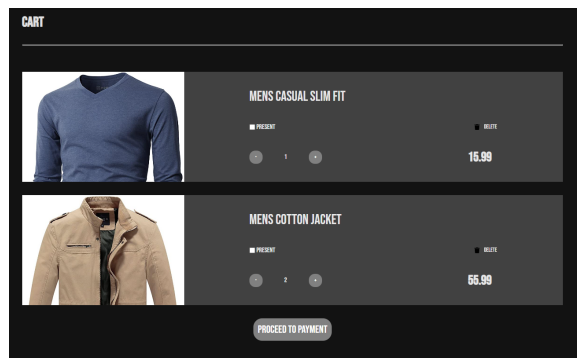 CART
MENS CASUAL SLIM FIT
PRESENT DELETE
- 1 + 15.99
MENS COTTON JACKET
PRESENT DELETE
- 2 + 55.99
PROCEED TO PAYMENT